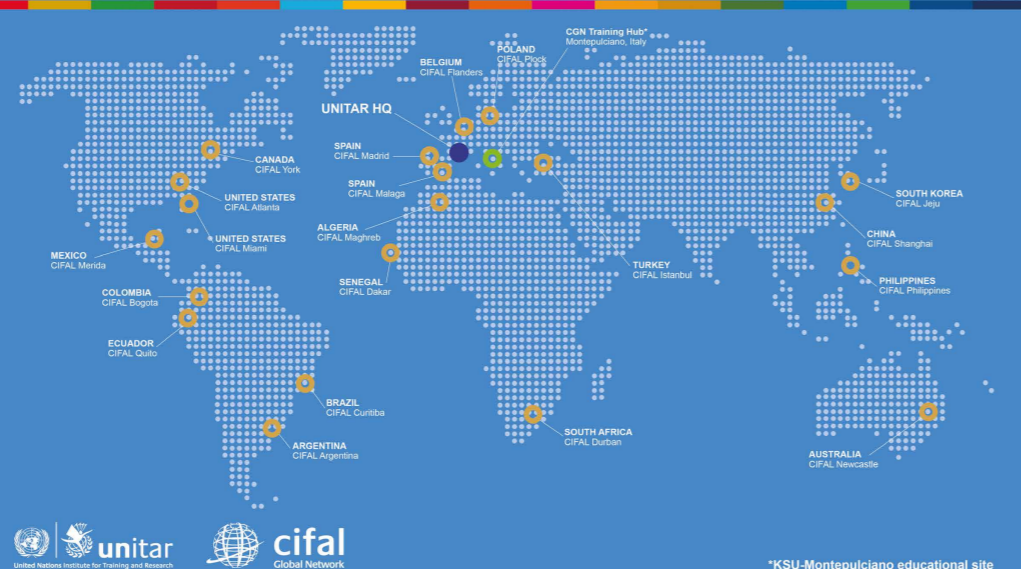 CGN Training Hub*
Montepulciano, Italy
POLAND
CIFAL Plock
BELGIUM
CIFAL Flanders
UNITAR HQ
SPAIN
CIFAL Madrid
CANADA
CIFAL York
SPAIN
CIFAL Malaga
UNITED STATES
CIFAL Atlanta
SOUTH KOREA
CIFAL Jeju
ALGERIA
CIFAL Maghreb
UNITED STATES
CIFAL Miami
CHINA
CIFAL Shanghai
MEXICO
CIFAL Merida
TURKEY
CIFAL Istanbul
SENEGAL
CIFAL Dakar
PHILIPPINES
CIFAL Philippines
COLOMBIA
CIFAL Bogota
ECUADOR
CIFAL Quito
BRAZIL
CIFAL Curitiba
SOUTH AFRICA
CIFAL Durban
ARGENTINA
CIFAL Argentina
AUSTRALIA
CIFAL Newcastle
unitar
United Nations Institute for Training and Research
cifal
Global Network
*KSU-Montepulciano educational site